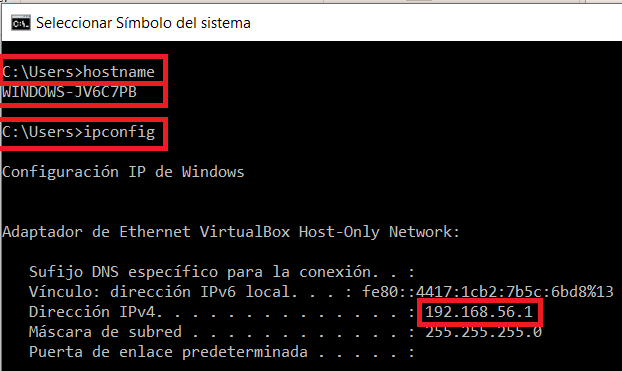 Seleccionar Símbolo del sistema
C:\Users>hostname
WINDOWS-JV6C7PB
C:\Users>ipconfig
Configuración IP de Windows
Adaptador de Ethernet VirtualBox Host-Only Network:
Sufijo DNS específico para la conexión. . :
Vínculo: dirección IPv6 local. . . : fe80::4417:1cb2:7b5c:6bd8%13
Dirección IPv4. . . . . . . . . . . . . . : 192.168.56.1
Máscara de subred . . . . . . . . . . . . : 255.255.255.0
Puerta de enlace predeterminada . . . . . :